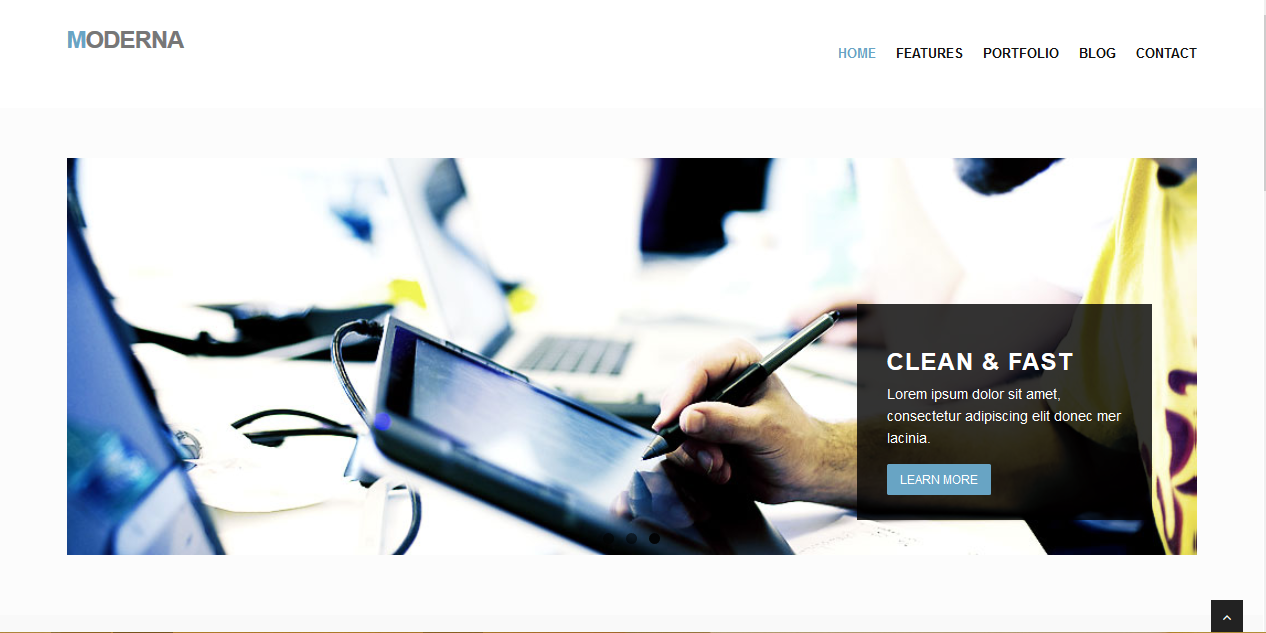 MODERNA
HOME FEATURES PORTFOLIO BLOG CONTACT
CLEAN & FAST
Lorem ipsum dolor sit amet,
consectetur adipiscing elit donec mer
lacinia.
LEARN MORE